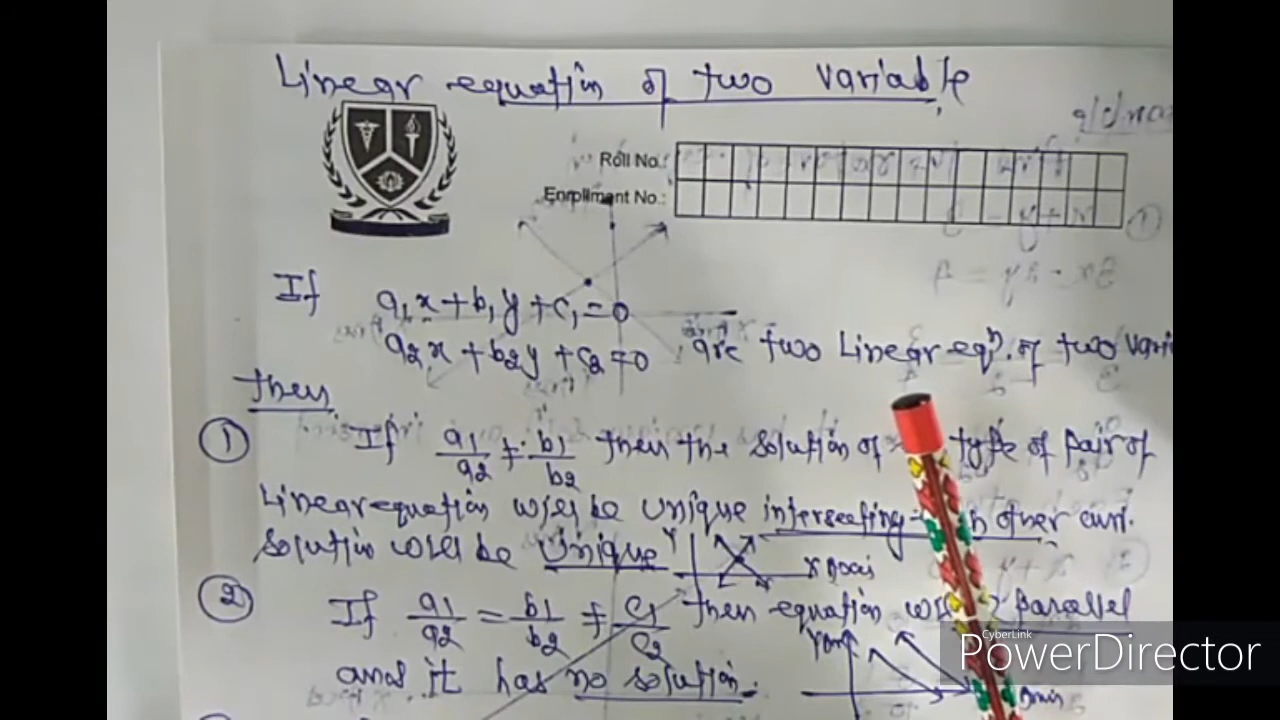 Linear equation of two variable
Roll No.:
Enrollment No.:
If a₁x + b₁y + c₁ = 0
a₂x + b₂y + c₂ = 0 are two Linear eqⁿ. of two vari
then
① If a₁/a₂ ≠ b₁/b₂ then the solution of type of pair of
Linear equation will be unique intersecting other and.
solution will be unique Y X axis
② If a₁/a₂ = b₁/b₂ ≠ c₁/c₂ then equation parallel
and it has no solution.
CyberLink
PowerDirector